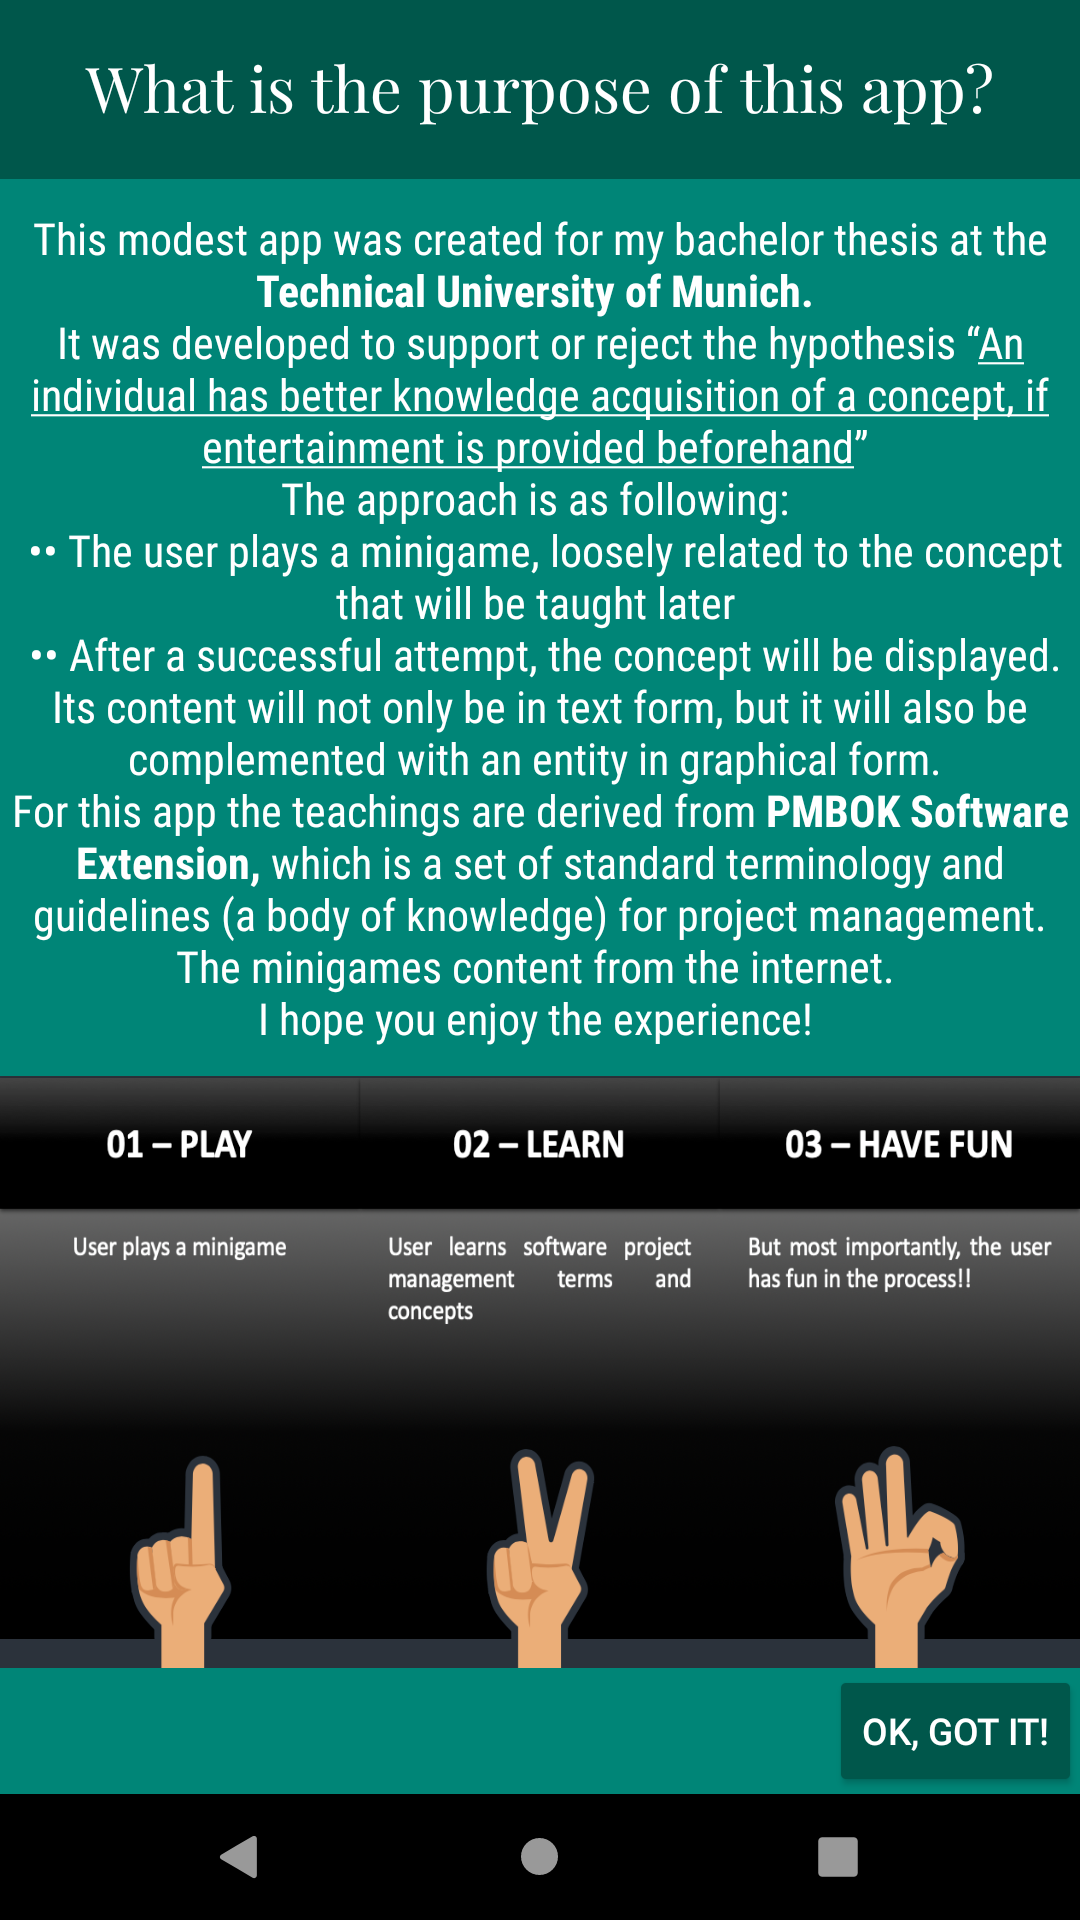 What is the purpose of this app?
This modest app was created for my bachelor thesis at the
Technical University of Munich.
It was developed to support or reject the hypothesis “An
individual has better knowledge acquisition of a concept, if
entertainment is provided beforehand”
The approach is as following:
•• The user plays a minigame, loosely related to the concept
that will be taught later
•• After a successful attempt, the concept will be displayed.
Its content will not only be in text form, but it will also be
complemented with an entity in graphical form.
For this app the teachings are derived from PMBOK Software
Extension, which is a set of standard terminology and
guidelines (a body of knowledge) for project management.
The minigames content from the internet.
I hope you enjoy the experience!
01 – PLAY
User plays a minigame
02 – LEARN
User learns software project
management terms and
concepts
03 – HAVE FUN
But most importantly, the user
has fun in the process!!
OK, GOT IT!